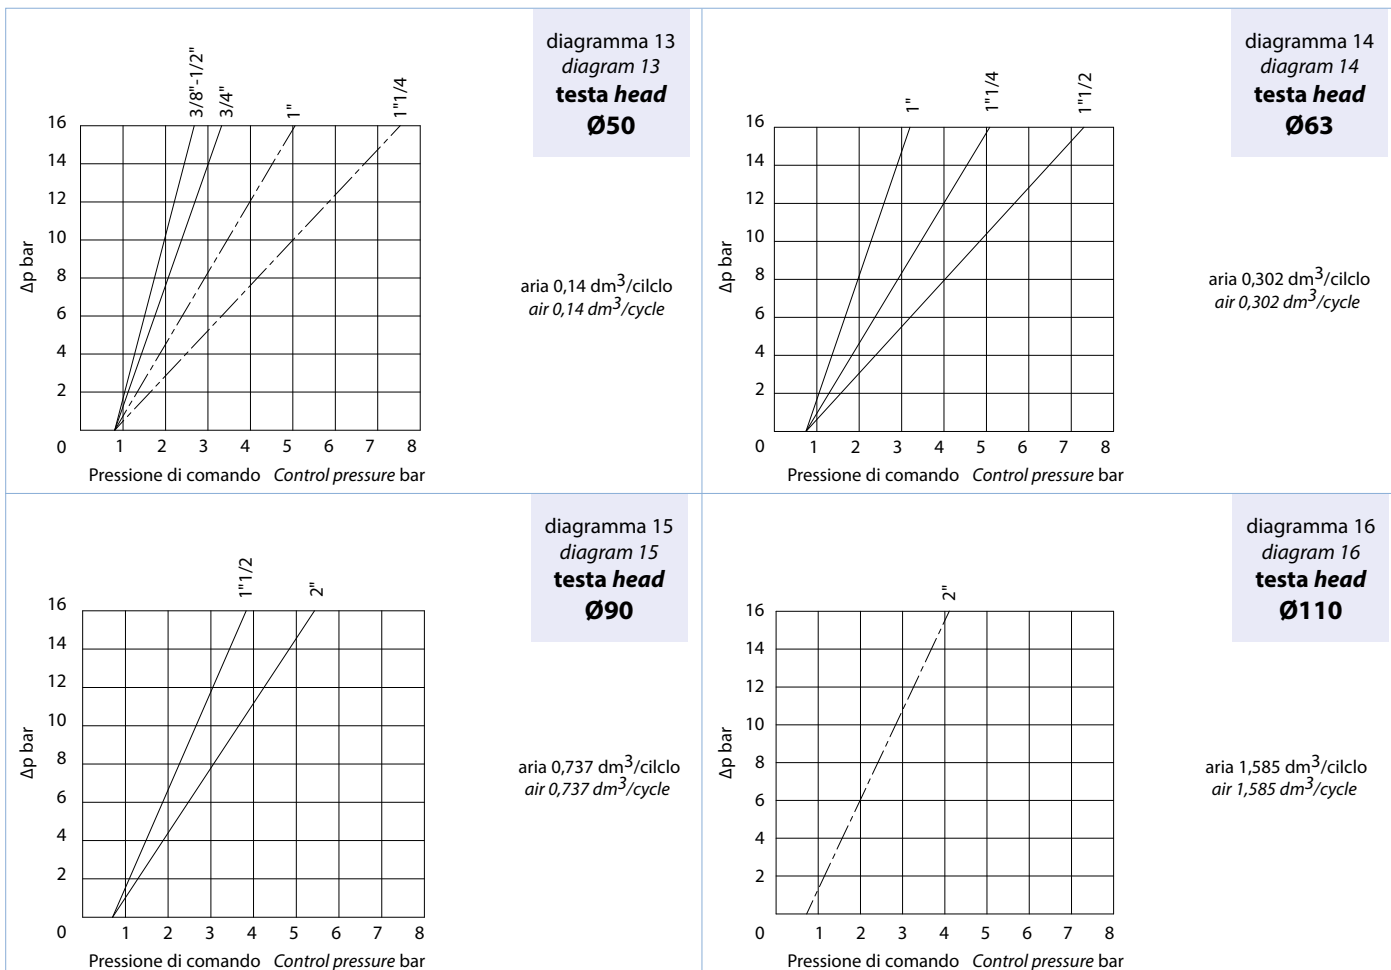 3/8"-1/2"
3/4"
1"
1"1/4
16
14
12
10
8
6
4
2
0
1 2 3 4 5 6 7 8
Δp bar
Pressione di comando Control pressure bar
diagramma 13
diagram 13
testa head
Ø50
aria 0,14 dm³/cilclo
air 0,14 dm³/cycle
1"
1"1/4
1"1/2
16
14
12
10
8
6
4
2
0
1 2 3 4 5 6 7 8
Δp bar
Pressione di comando Control pressure bar
diagramma 14
diagram 14
testa head
Ø63
aria 0,302 dm³/cilclo
air 0,302 dm³/cycle
1"1/2
2"
16
14
12
10
8
6
4
2
0
1 2 3 4 5 6 7 8
Δp bar
Pressione di comando Control pressure bar
diagramma 15
diagram 15
testa head
Ø90
aria 0,737 dm³/cilclo
air 0,737 dm³/cycle
2"
16
14
12
10
8
6
4
2
0
1 2 3 4 5 6 7 8
Δp bar
Pressione di comando Control pressure bar
diagramma 16
diagram 16
testa head
Ø110
aria 1,585 dm³/cilclo
air 1,585 dm³/cycle